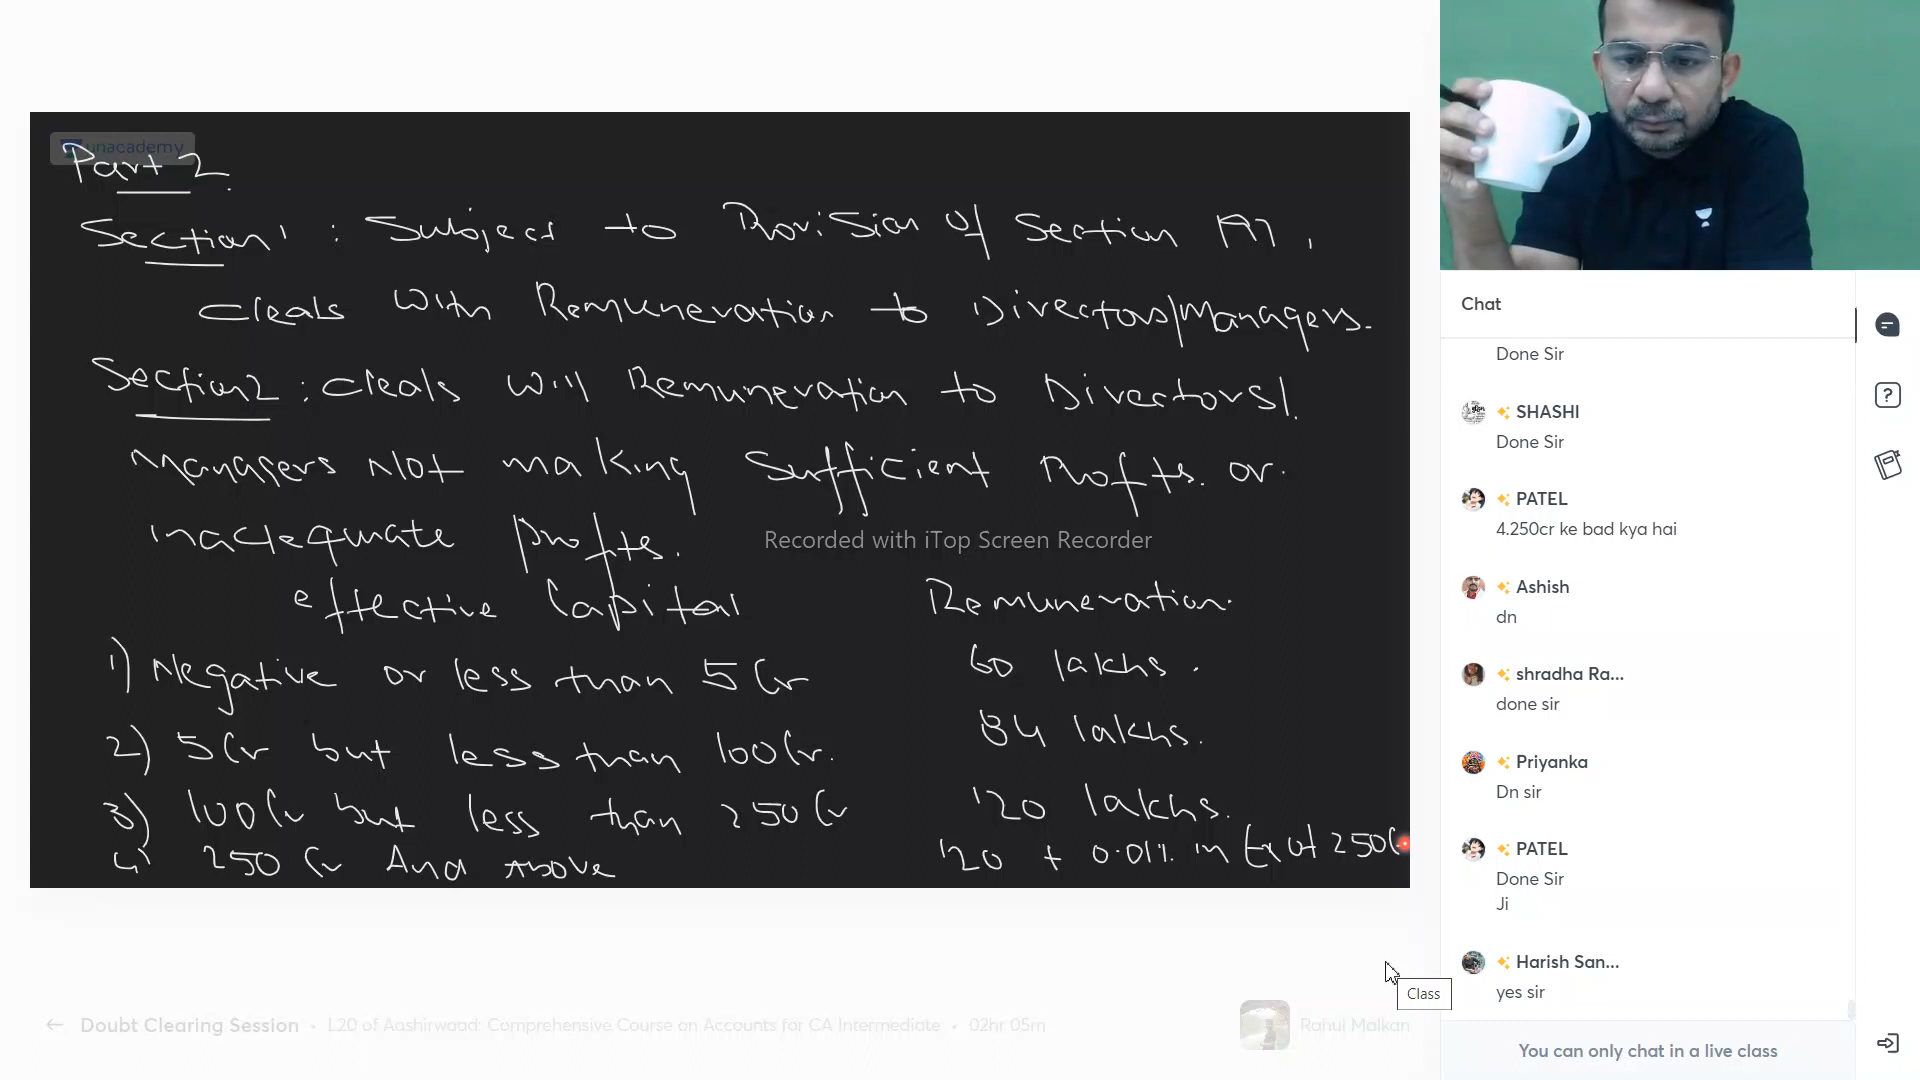 unacademy
Part 2.
Section 1 : Subject to Provision of Section 197,
deals with Remuneration to Directors/Managers.
Section 2 : deals will Remuneration to Directors/.
Managers Not making Sufficient Profts. or.
inadequate profits.
Recorded with iTop Screen Recorder
effective Capital Remuneration.
1) Negative or less than 5 Cr 60 lakhs.
2) 5 Cr but less than 100 Cr. 84 lakhs.
3) 100 Cr but less than 250 Cr 120 lakhs.
4) 250 Cr And Above 120 + 0.01% in Ex of 250 Cr
Class
Doubt Clearing Session • L20 of Aashirwaad: Comprehensive Course on Accounts for CA Intermediate • 02hr 05m
Rahul Malkan
Chat
Done Sir
SHASHI
Done Sir
PATEL
4.250cr ke bad kya hai
Ashish
dn
shradha Ra...
done sir
Priyanka
Dn sir
PATEL
Done Sir
Ji
Harish San...
yes sir
You can only chat in a live class